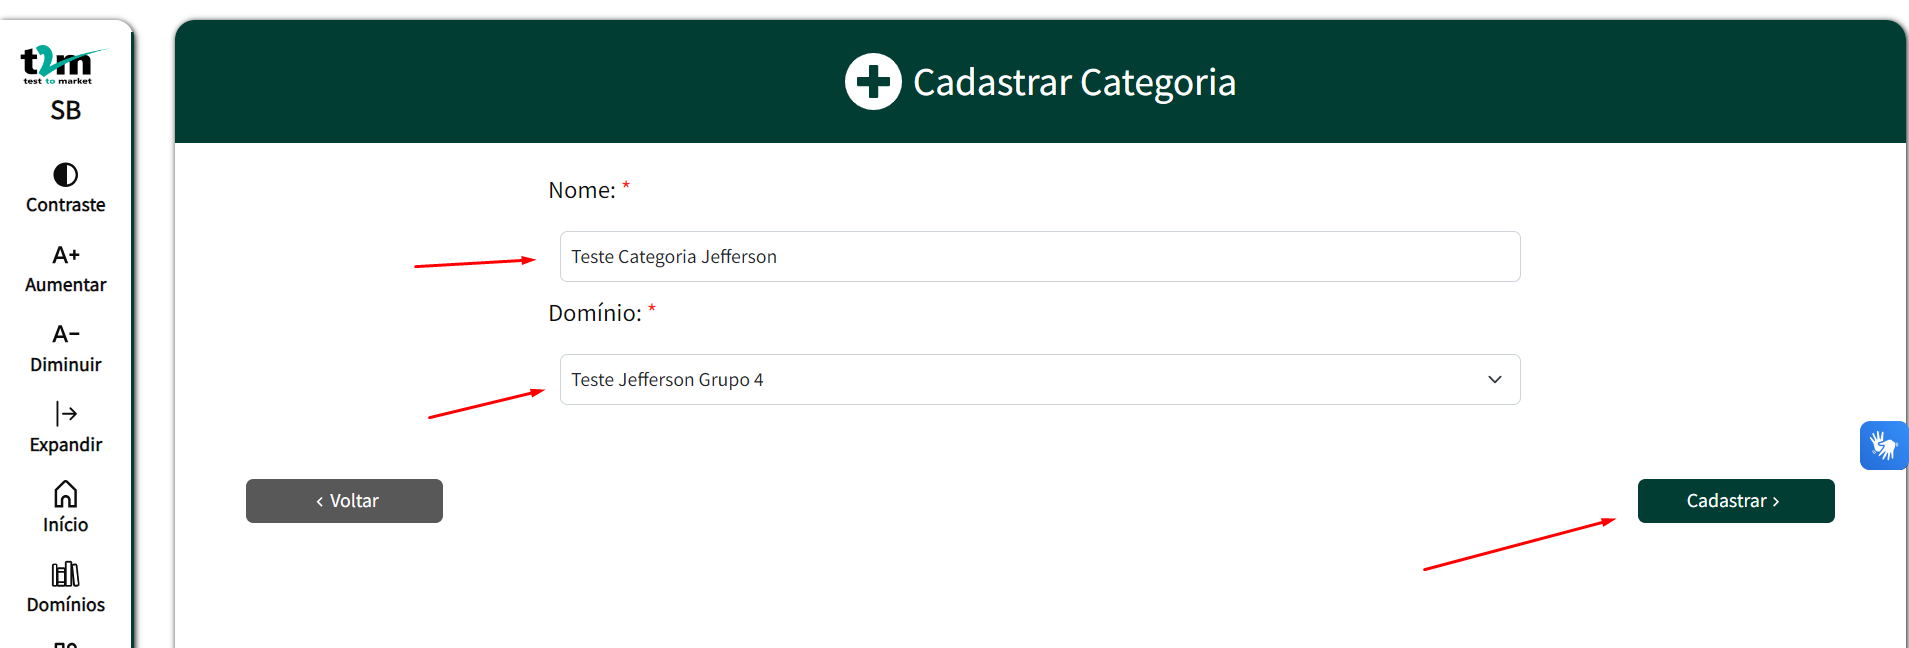 t2m
test to market
SB
Contraste
A+
Aumentar
A-
Diminuir
Expandir
Início
Domínios
Cadastrar Categoria
Nome: *
Teste Categoria Jefferson
Domínio: *
Teste Jefferson Grupo 4
‹ Voltar
Cadastrar ›